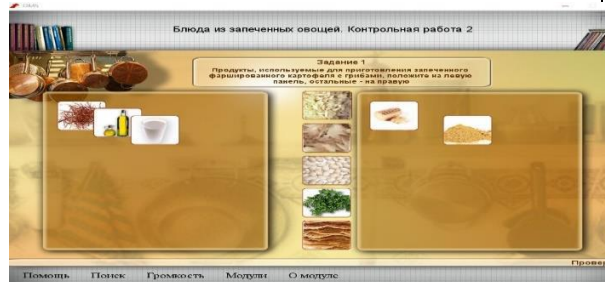 Блюда из запеченных овощей. Контрольная работа 2
Задание 1
Продукты, используемые для приготовления запеченного
фаршированного картофеля с грибами, положите на левую
панель, остальные - на правую
Провер
Помощь Поиск Громкость Модули О модуле